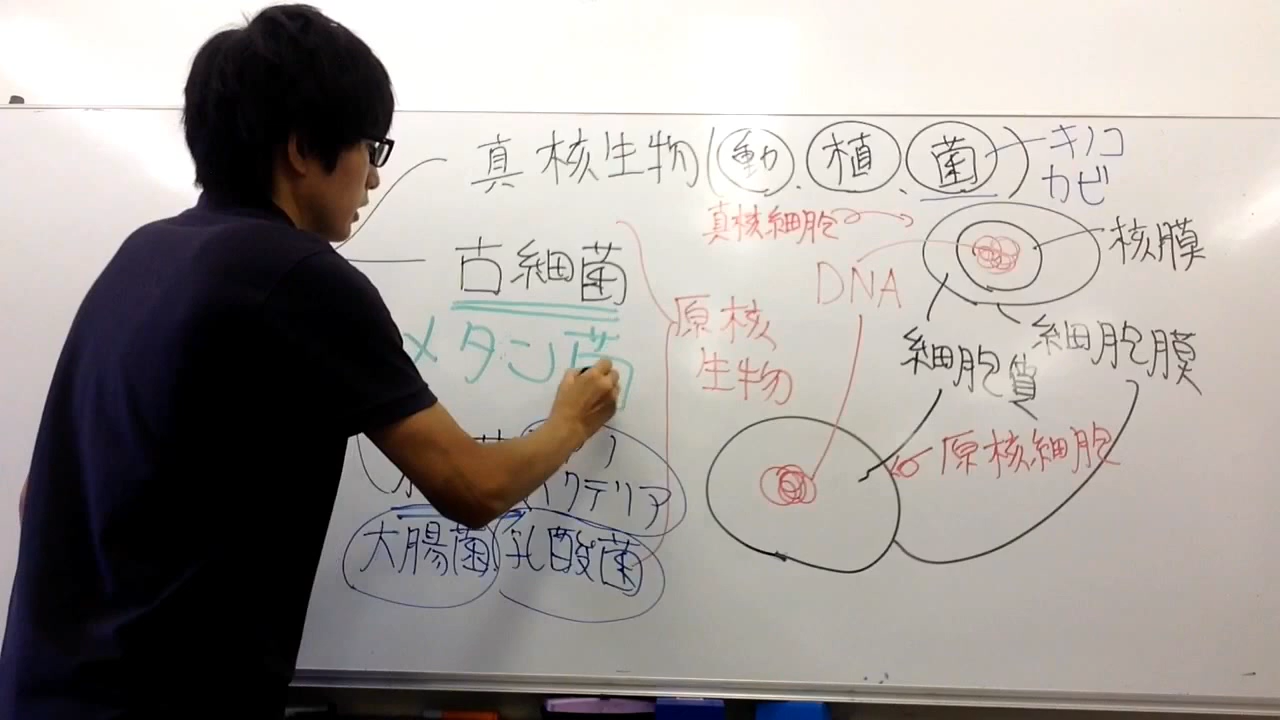 真核生物(動、植、菌)キノコ
カビ
真核細胞
核膜
古細菌
DNA
原核
生物
細胞質
細胞膜
メタン菌
原核細胞
クテリア
大腸菌
乳酸菌